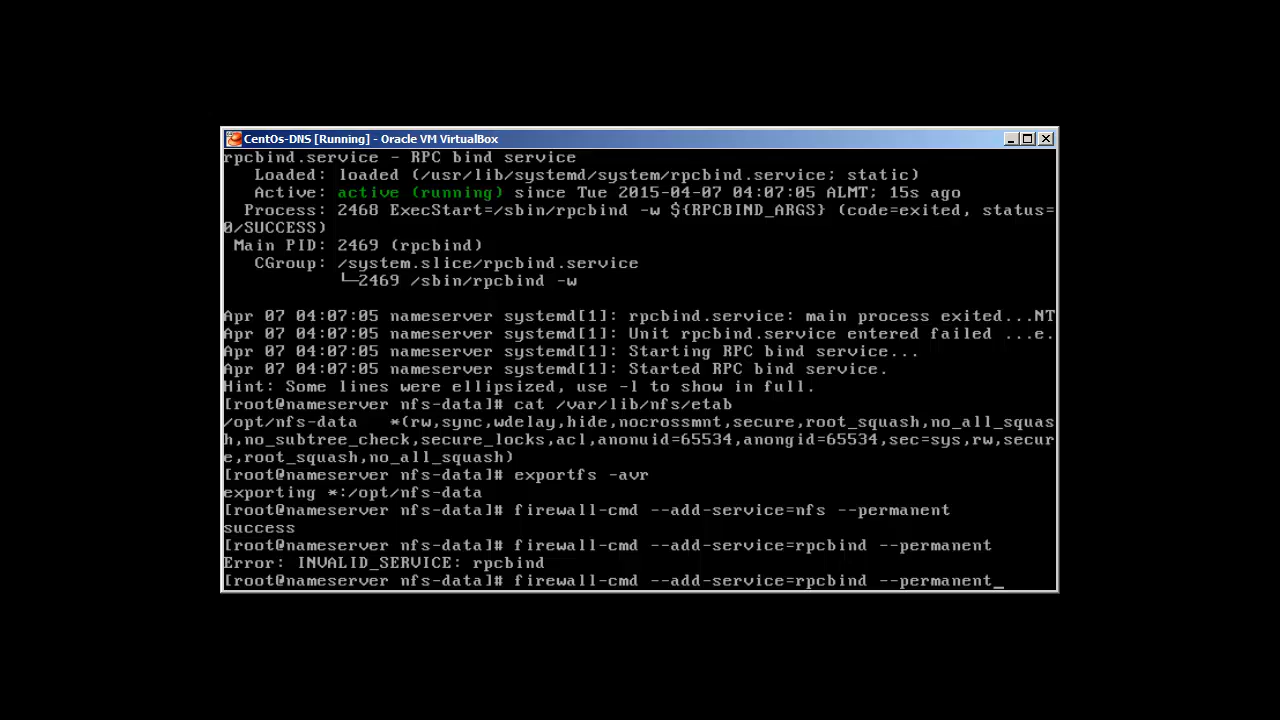 CentOs-DNS [Running] - Oracle VM VirtualBox
rpcbind.service - RPC bind service
Loaded: loaded (/usr/lib/systemd/system/rpcbind.service; static)
Active: active (running) since Tue 2015-04-07 04:07:05 ALMT; 15s ago
Process: 2468 ExecStart=/sbin/rpcbind -w ${RPCBIND_ARGS} (code=exited, status=
0/SUCCESS)
Main PID: 2469 (rpcbind)
CGroup: /system.slice/rpcbind.service
└─2469 /sbin/rpcbind -w
Apr 07 04:07:05 nameserver systemd[1]: rpcbind.service: main process exited...NT
Apr 07 04:07:05 nameserver systemd[1]: Unit rpcbind.service entered failed ...e.
Apr 07 04:07:05 nameserver systemd[1]: Starting RPC bind service...
Apr 07 04:07:05 nameserver systemd[1]: Started RPC bind service.
Hint: Some lines were ellipsized, use -l to show in full.
[root@nameserver nfs-data]# cat /var/lib/nfs/etab
/opt/nfs-data   *(rw,sync,wdelay,hide,nocrossmnt,secure,root_squash,no_all_squas
h,no_subtree_check,secure_locks,acl,anonuid=65534,anongid=65534,sec=sys,rw,secur
e,root_squash,no_all_squash)
[root@nameserver nfs-data]# exportfs -avr
exporting *:/opt/nfs-data
[root@nameserver nfs-data]# firewall-cmd --add-service=nfs --permanent
success
[root@nameserver nfs-data]# firewall-cmd --add-service=rpcbind --permanent
Error: INVALID_SERVICE: rpcbind
[root@nameserver nfs-data]# firewall-cmd --add-service=rpcbind --permanent_